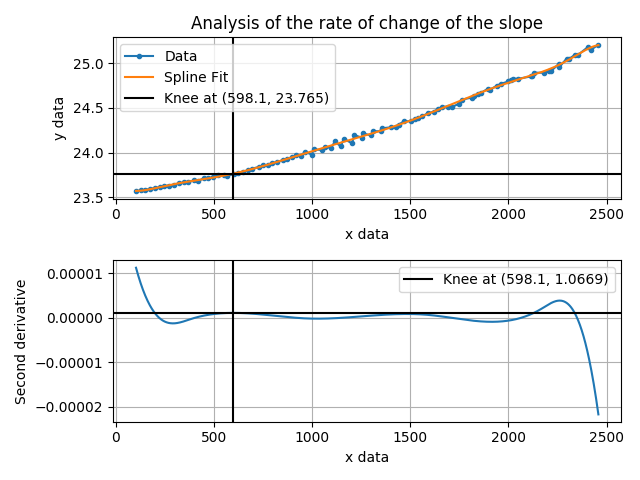 Analysis of the rate of change of the slope
Data
Spline Fit
Knee at (598.1, 23.765)
y data
25.0
24.5
24.0
23.5
0 500 1000 1500 2000 2500
x data
Knee at (598.1, 1.0669)
Second derivative
0.00001
0.00000
−0.00001
−0.00002
0 500 1000 1500 2000 2500
x data